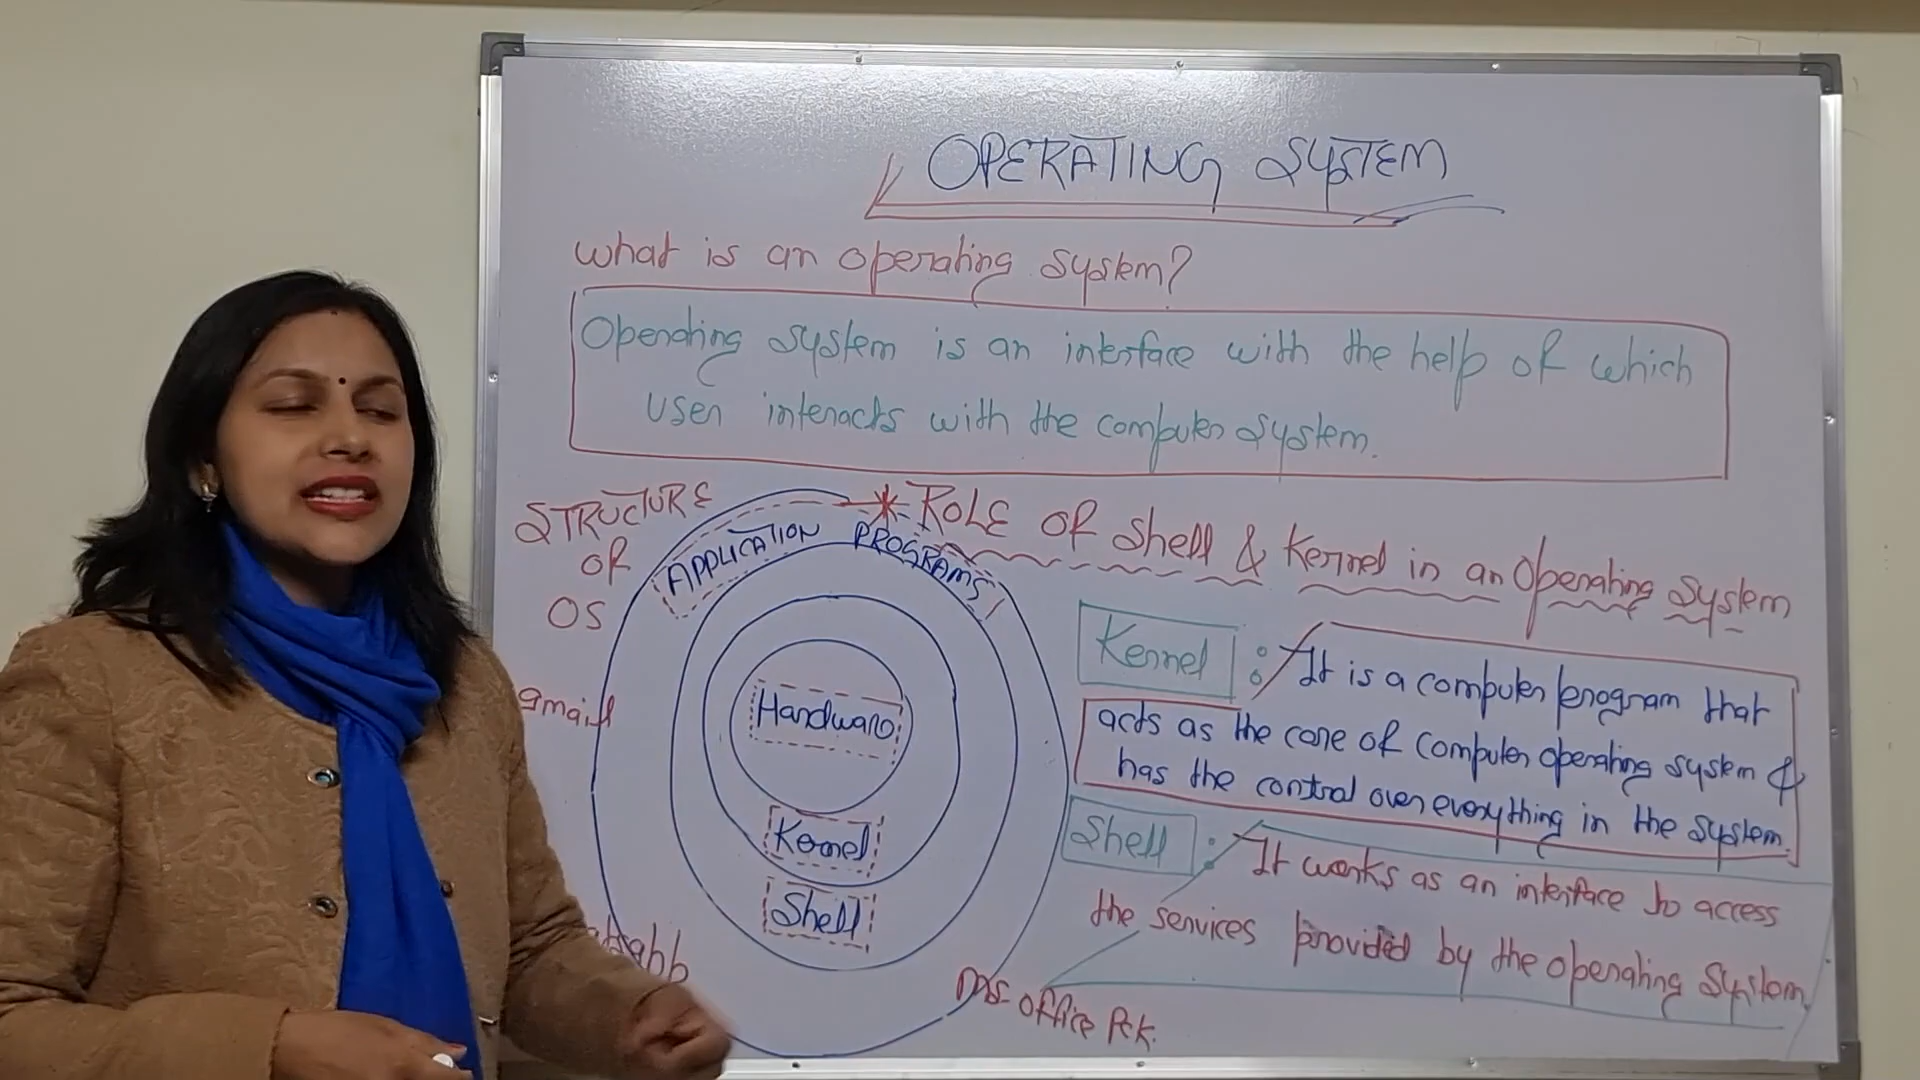 OPERATING SYSTEM
What is an operating system?
Operating system is an interface with the help of which
user interacts with the computer system.
STRUCTURE
OF
OS
APPLICATION PROGRAMS
Hardware
Kernel
Shell
gmail
MS-office Pck.
* ROLE OF Shell & Kernel in an Operating System
Kernel : It is a computer program that
acts as the core of computer operating system &
has the control over everything in the system.
Shell : It works as an interface to access
the services provided by the operating system.